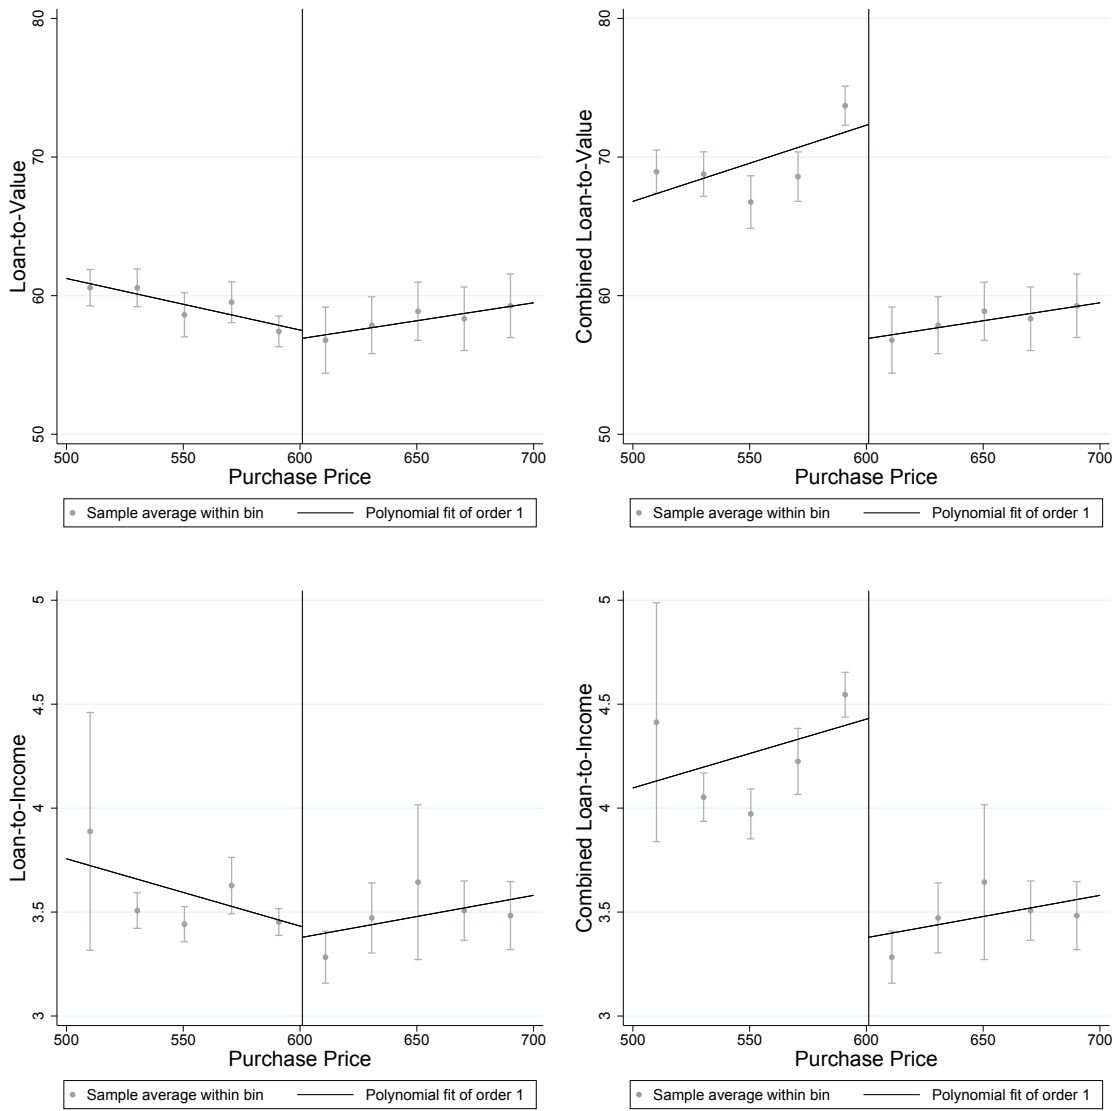 80
70
60
50
Loan-to-Value
500 550 600 650 700
Purchase Price
Sample average within bin Polynomial fit of order 1
80
70
60
50
Combined Loan-to-Value
500 550 600 650 700
Purchase Price
Sample average within bin Polynomial fit of order 1
5
4.5
4
3.5
3
Loan-to-Income
500 550 600 650 700
Purchase Price
Sample average within bin Polynomial fit of order 1
5
4.5
4
3.5
3
Combined Loan-to-Income
500 550 600 650 700
Purchase Price
Sample average within bin Polynomial fit of order 1